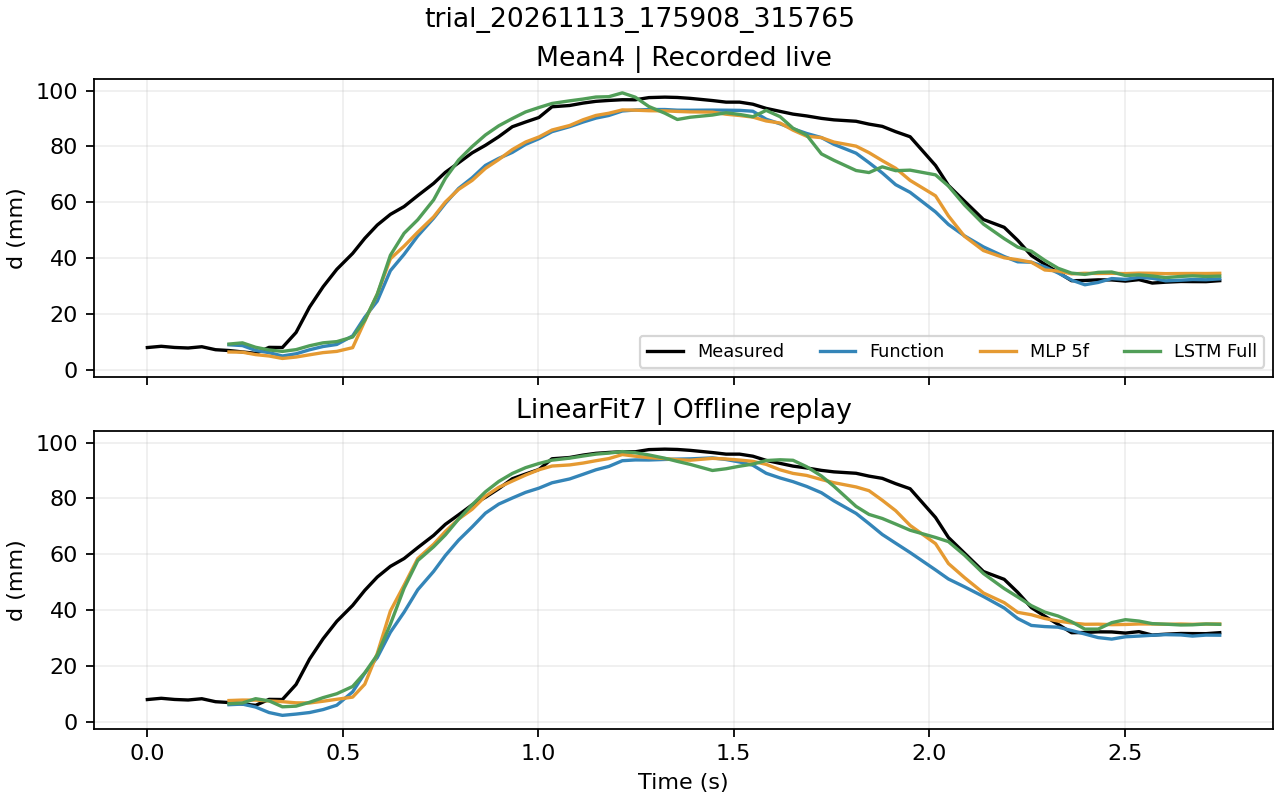 trial_20261113_175908_315765
Mean4 | Recorded live
100
80
60
40
20
0
d (mm)
Measured
Function
MLP 5f
LSTM Full
LinearFit7 | Offline replay
100
80
60
40
20
0
d (mm)
0.0
0.5
1.0
1.5
2.0
2.5
Time (s)